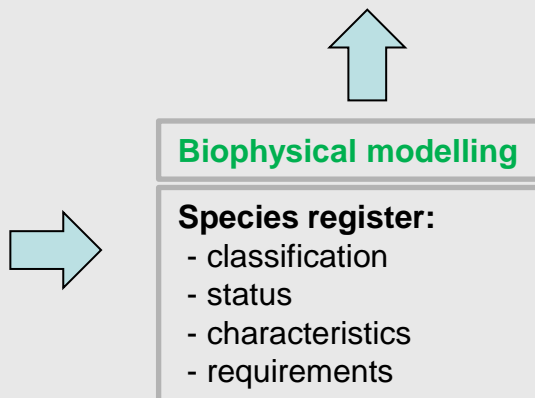 Biophysical modelling
Species register:
- classification
- status
- characteristics
- requirements